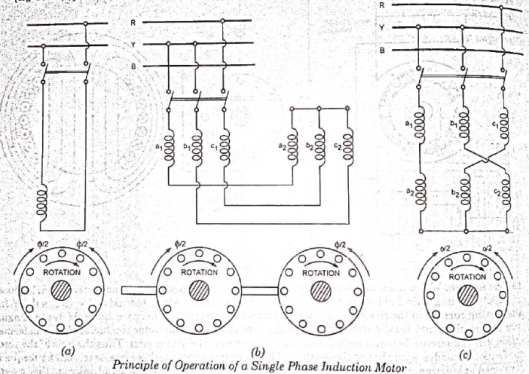 R
Y
B
R
Y
B
a1
b1
c1
a2
b2
c2
a1
b1
c1
a2
b2
c2
ϕ/2
ϕ/2
ROTATION
ϕ/2
ROTATION
ϕ/2
ROTATION
α/2
α/2
ROTATION
(a)
(b)
(c)
Principle of Operation of a Single Phase Induction Motor